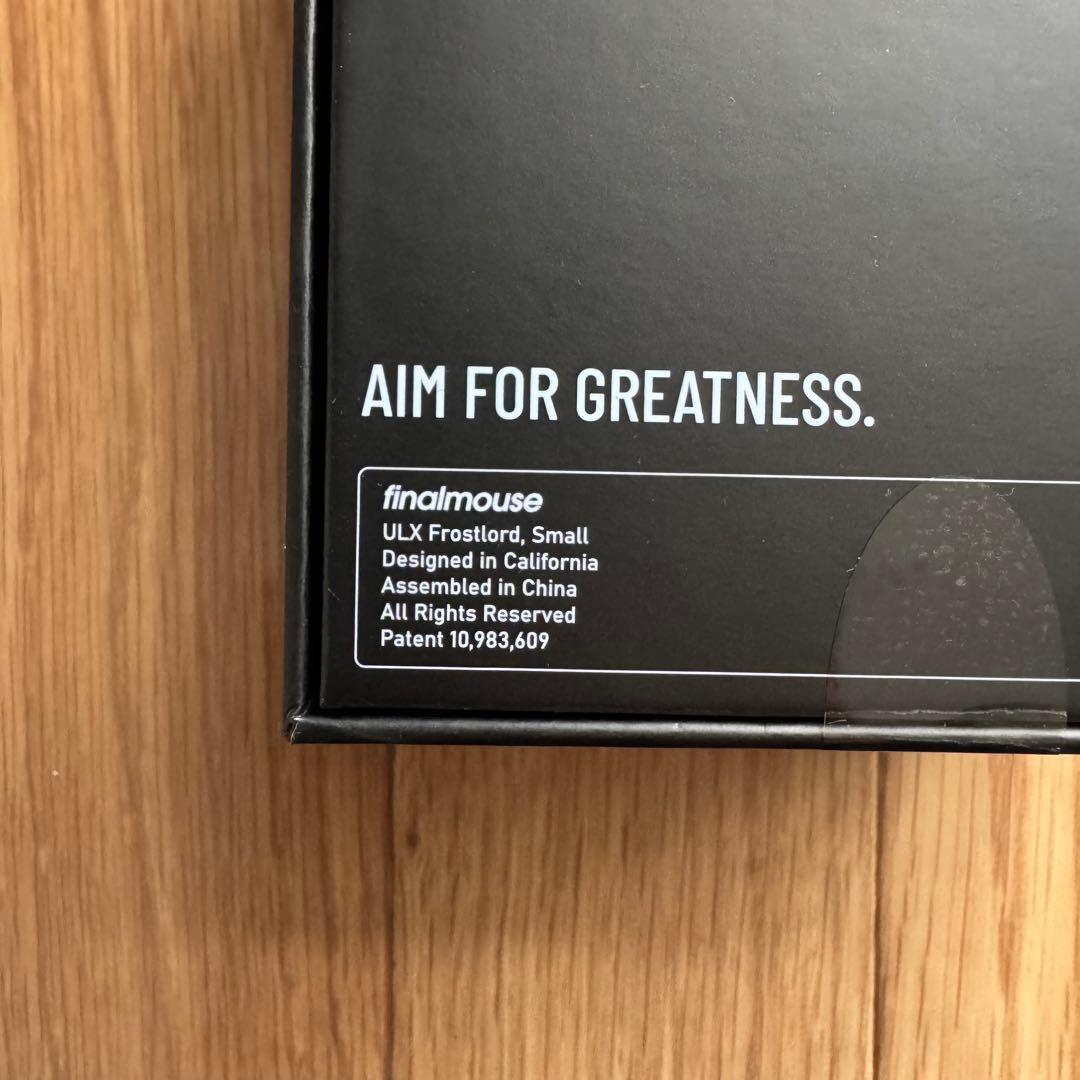 AIM FOR GREATNESS.
finalmouse
ULX Frostlord, Small
Designed in California
Assembled in China
All Rights Reserved
Patent 10,983,609